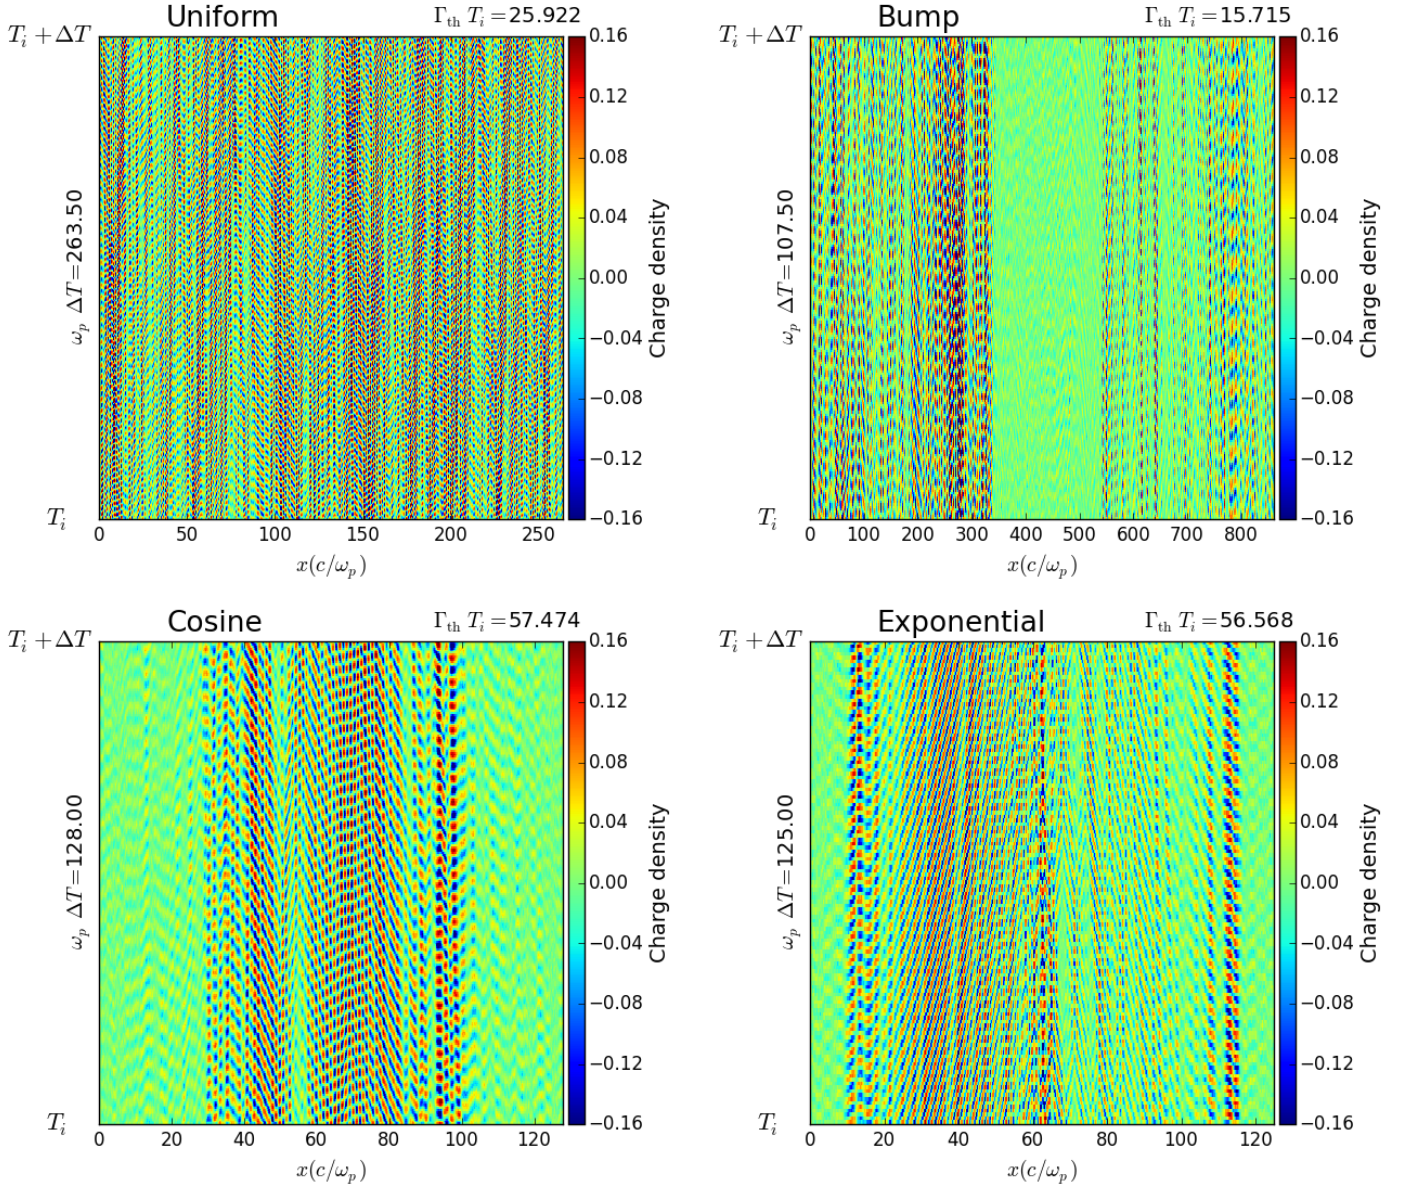 Uniform
Γth Ti = 25.922
Ti + ΔT
ωp ΔT = 263.50
Ti
0 50 100 150 200 250
x(c/ωp)
0.16
0.12
0.08
0.04
0.00
−0.04
−0.08
−0.12
−0.16
Charge density
Bump
Γth Ti = 15.715
Ti + ΔT
ωp ΔT = 107.50
Ti
0 100 200 300 400 500 600 700 800
x(c/ωp)
0.16
0.12
0.08
0.04
0.00
−0.04
−0.08
−0.12
−0.16
Charge density
Cosine
Γth Ti = 57.474
Ti + ΔT
ωp ΔT = 128.00
Ti
0 20 40 60 80 100 120
x(c/ωp)
0.16
0.12
0.08
0.04
0.00
−0.04
−0.08
−0.12
−0.16
Charge density
Exponential
Γth Ti = 56.568
Ti + ΔT
ωp ΔT = 125.00
Ti
0 20 40 60 80 100 120
x(c/ωp)
0.16
0.12
0.08
0.04
0.00
−0.04
−0.08
−0.12
−0.16
Charge density